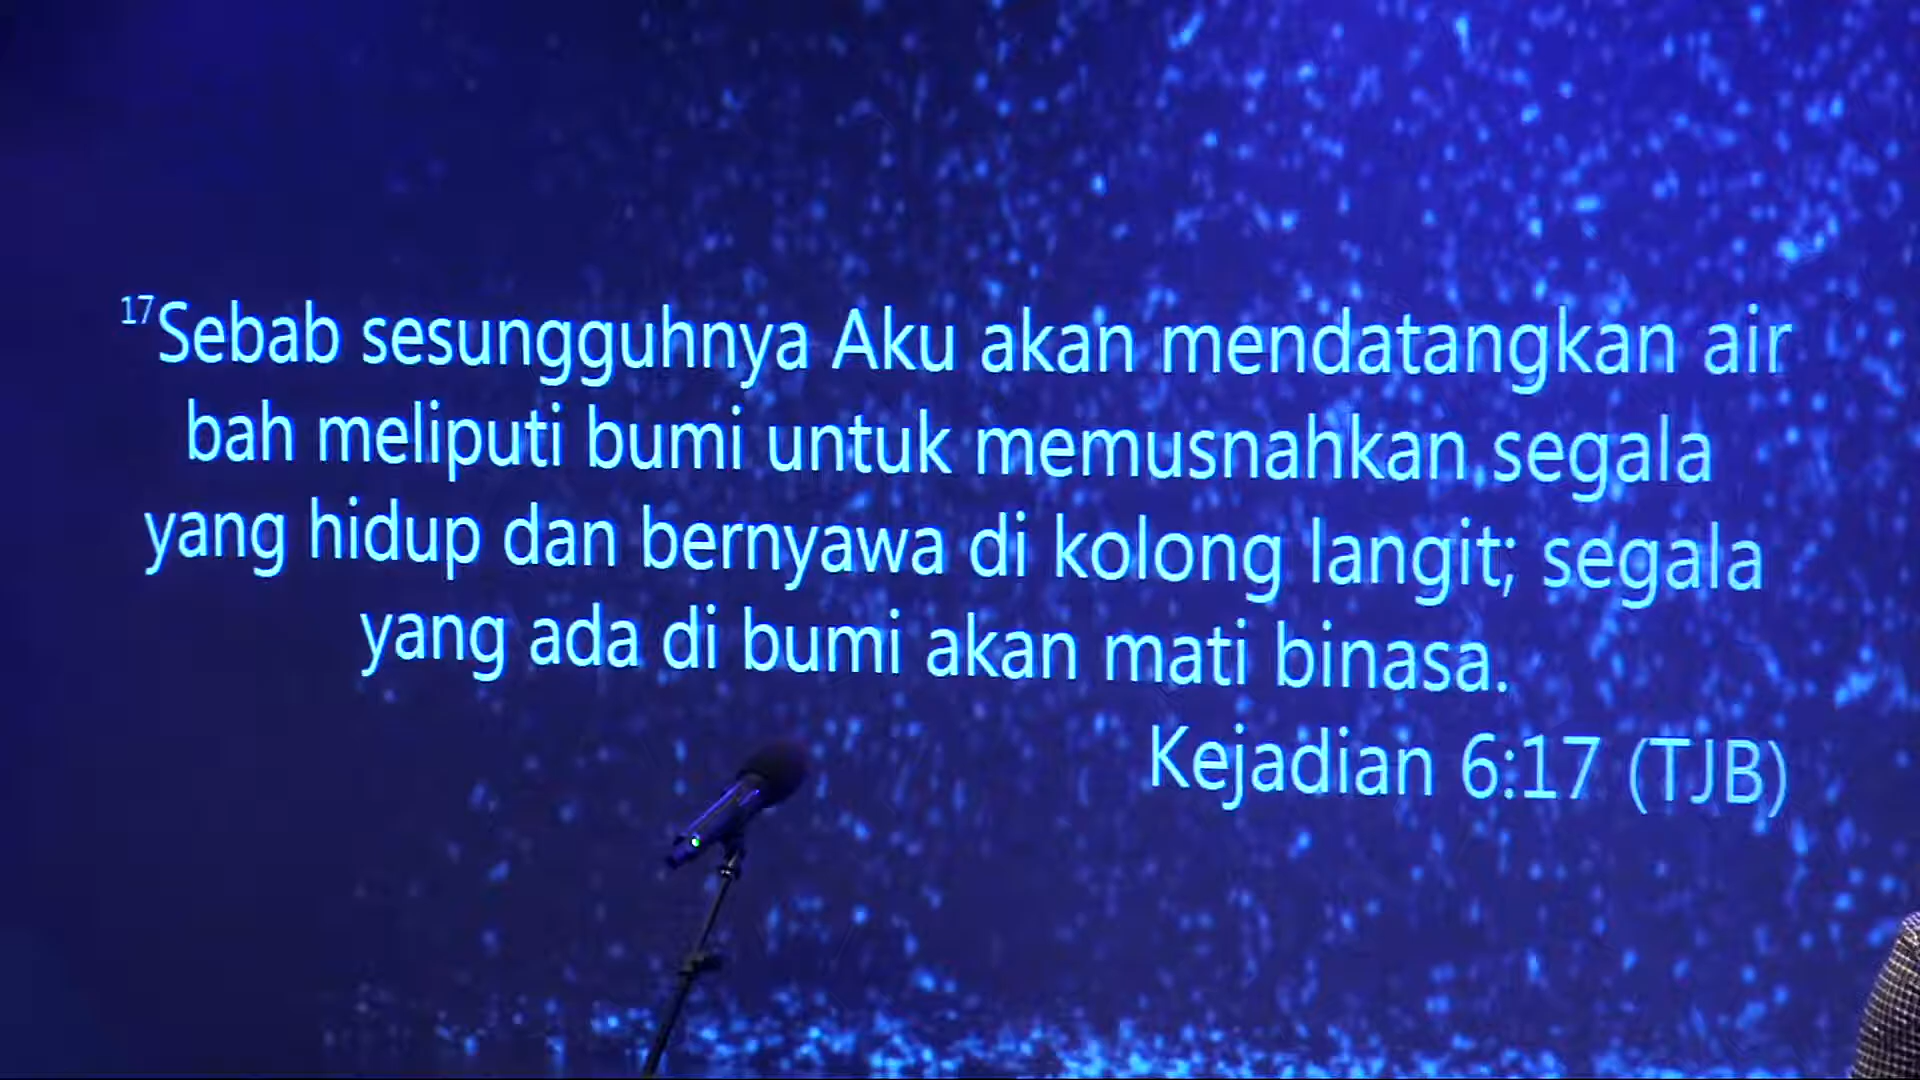 17Sebab sesungguhnya Aku akan mendatangkan air
bah meliputi bumi untuk memusnahkan segala
yang hidup dan bernyawa di kolong langit; segala
yang ada di bumi akan mati binasa.
Kejadian 6:17 (TJB)